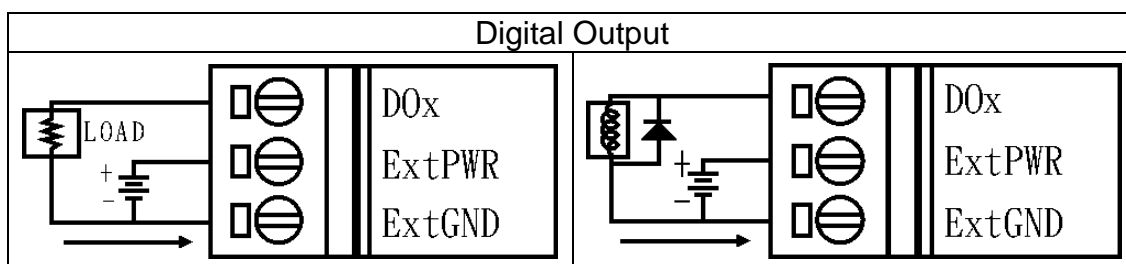 Digital Output
LOAD
+
-
DOx
ExtPWR
ExtGND
+
-
DOx
ExtPWR
ExtGND